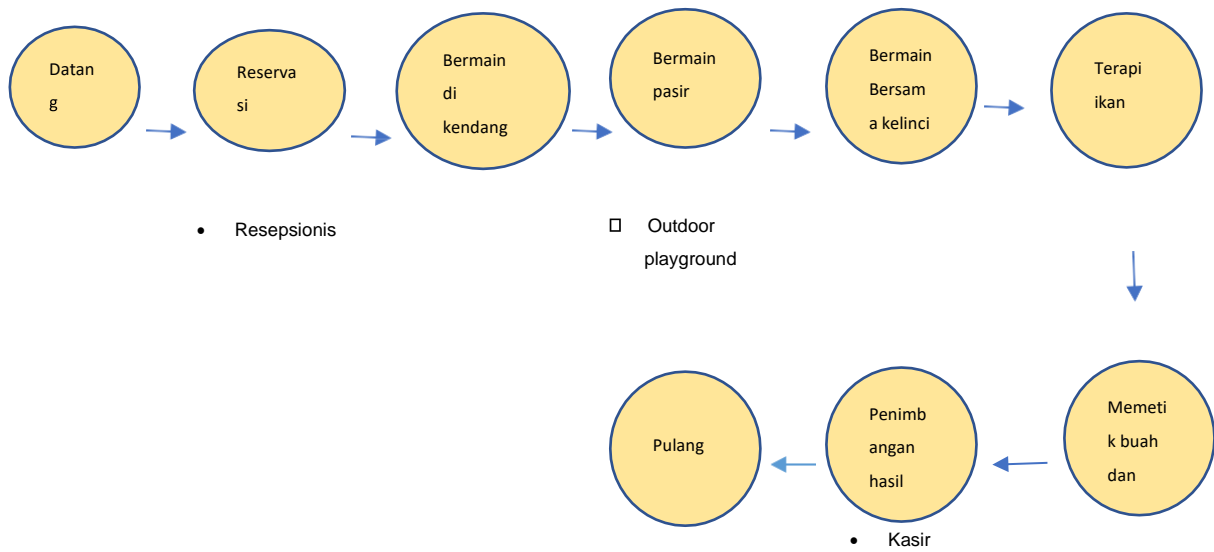 Datan
g
Reserva
si
Bermain
di
kendang
Bermain
pasir
Bermain
Bersam
a kelinci
Terapi
ikan
• Resepsionis
□ Outdoor
playground
Pulang
Penimb
angan
hasil
Memeti
k buah
dan
• Kasir